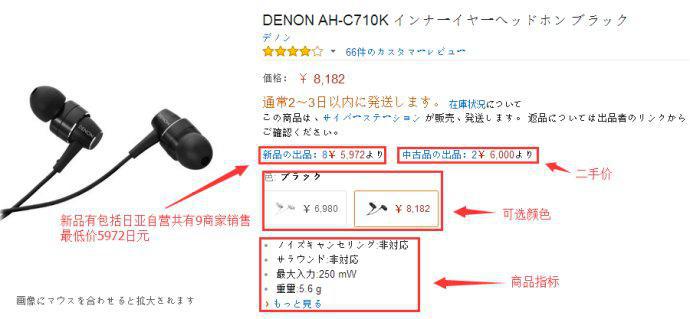 DENON AH-C710K インナーイヤーヘッドホン ブラック
デノン
66件のカスタマーレビュー
価格: ¥ 8,182
通常2～3日以内に発送します。 在庫状況について
この商品は、サイバーステーション が販売、発送します。 返品については出品者のリンクから
ご確認ください。
新品の出品：8¥ 5,972より 中古品の出品：2¥ 6,000より
二手价
色: ブラック
¥ 6,980 ¥ 8,182
可选颜色
新品有包括日亚自营共有9商家销售
最低价5972日元
ノイズキャンセリング:非対応
サラウンド:非対応
最大入力:250 mW
重量:5.6 g
もっと見る
商品指标
画像にマウスを合わせると拡大されます
DENON